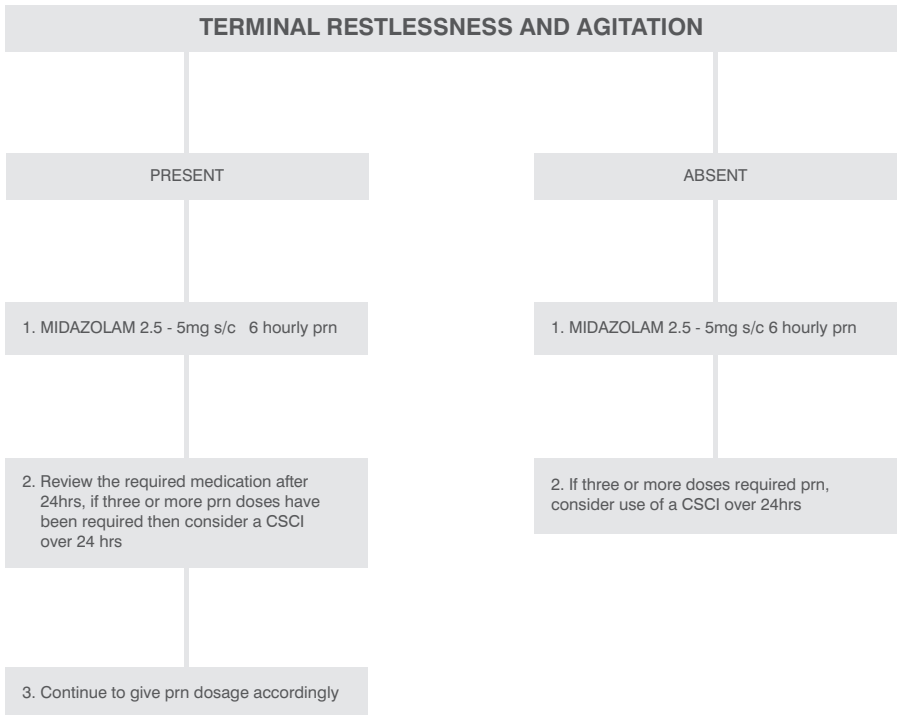 TERMINAL RESTLESSNESS AND AGITATION
PRESENT
1. MIDAZOLAM 2.5 - 5mg s/c   6 hourly prn
2. Review the required medication after
24hrs, if three or more prn doses have
been required then consider a CSCI
over 24 hrs
3. Continue to give prn dosage accordingly
ABSENT
1. MIDAZOLAM 2.5 - 5mg s/c 6 hourly prn
2. If three or more doses required prn,
consider use of a CSCI over 24hrs